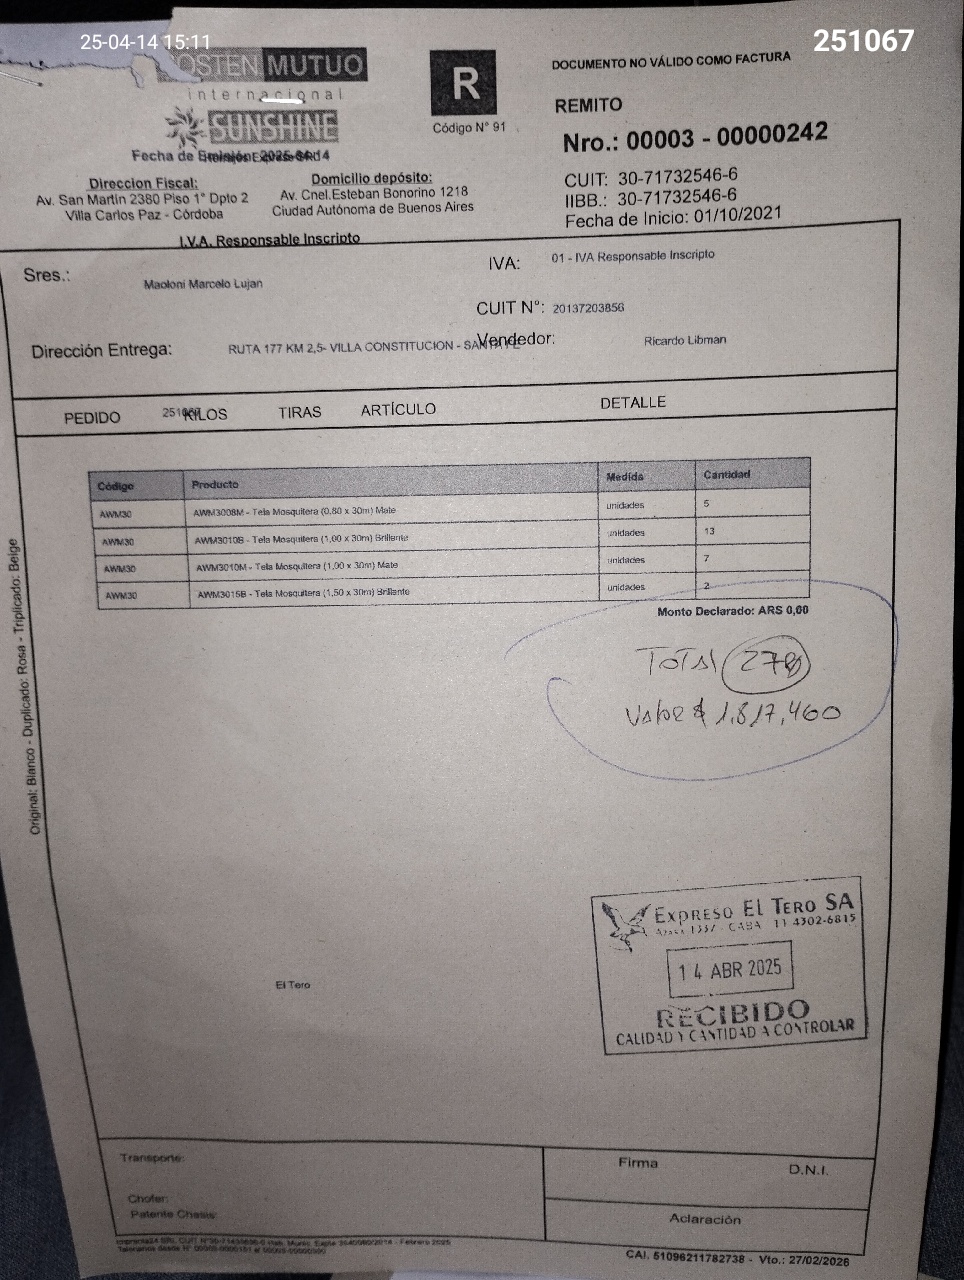 25-04-14 15:11
251067
OSTEN MUTUO
internacional
SUNSHINE
R
Código N° 91
DOCUMENTO NO VÁLIDO COMO FACTURA
REMITO
Nro.: 00003 - 00000242
CUIT: 30-71732546-6
IIBB.: 30-71732546-6
Fecha de Inicio: 01/10/2021
Fecha de
Direccion Fiscal:
Av. San Martin 2380 Piso 1° Dpto 2
Villa Carlos Paz - Córdoba
Domicilio depósito:
Av. Cnel.Esteban Bonorino 1218
Ciudad Autónoma de Buenos Aires
I.V.A. Responsable Inscripto
Sres.: Maoloni Marcelo Lujan
IVA: 01 - IVA Responsable Inscripto
CUIT N°: 20137203856
Dirección Entrega: RUTA 177 KM 2,5- VILLA CONSTITUCION -
Vendedor: Ricardo Libman
PEDIDO 251067 KILOS TIRAS ARTÍCULO DETALLE
Código Producto Medida Cantidad
AWM30 AWM3008M - Tela Mosquitera (0,80 x 30m) Mate unidades 5
AWM30 AWM3010B - Tela Mosquitera (1,00 x 30m) Brillante unidades 13
AWM30 AWM3010M - Tela Mosquitera (1,00 x 30m) Mate unidades 7
AWM30 AWM3015B - Tela Mosquitera (1,50 x 30m) Brillante unidades 2
Monto Declarado: ARS 0,00
Total
Valor $ 1,817,460
Original: Blanco - Duplicado: Rosa - Triplicado: Beige
EXPRESO EL TERO SA
1337 - CABA 11 4302-6815
14 ABR 2025
RECIBIDO
CALIDAD Y CANTIDAD A CONTROLAR
El Tero
Transporte:
Chofer:
Patente Chasis:
Firma
D.N.I.
Aclaración
CAI. 51096211782738 - Vto.: 27/02/2026